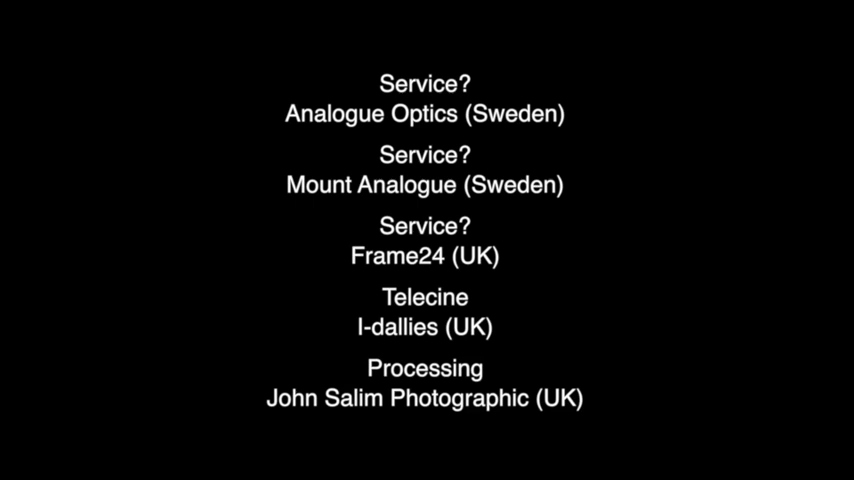 Service?
Analogue Optics (Sweden)
Service?
Mount Analogue (Sweden)
Service?
Frame24 (UK)
Telecine
I-dallies (UK)
Processing
John Salim Photographic (UK)